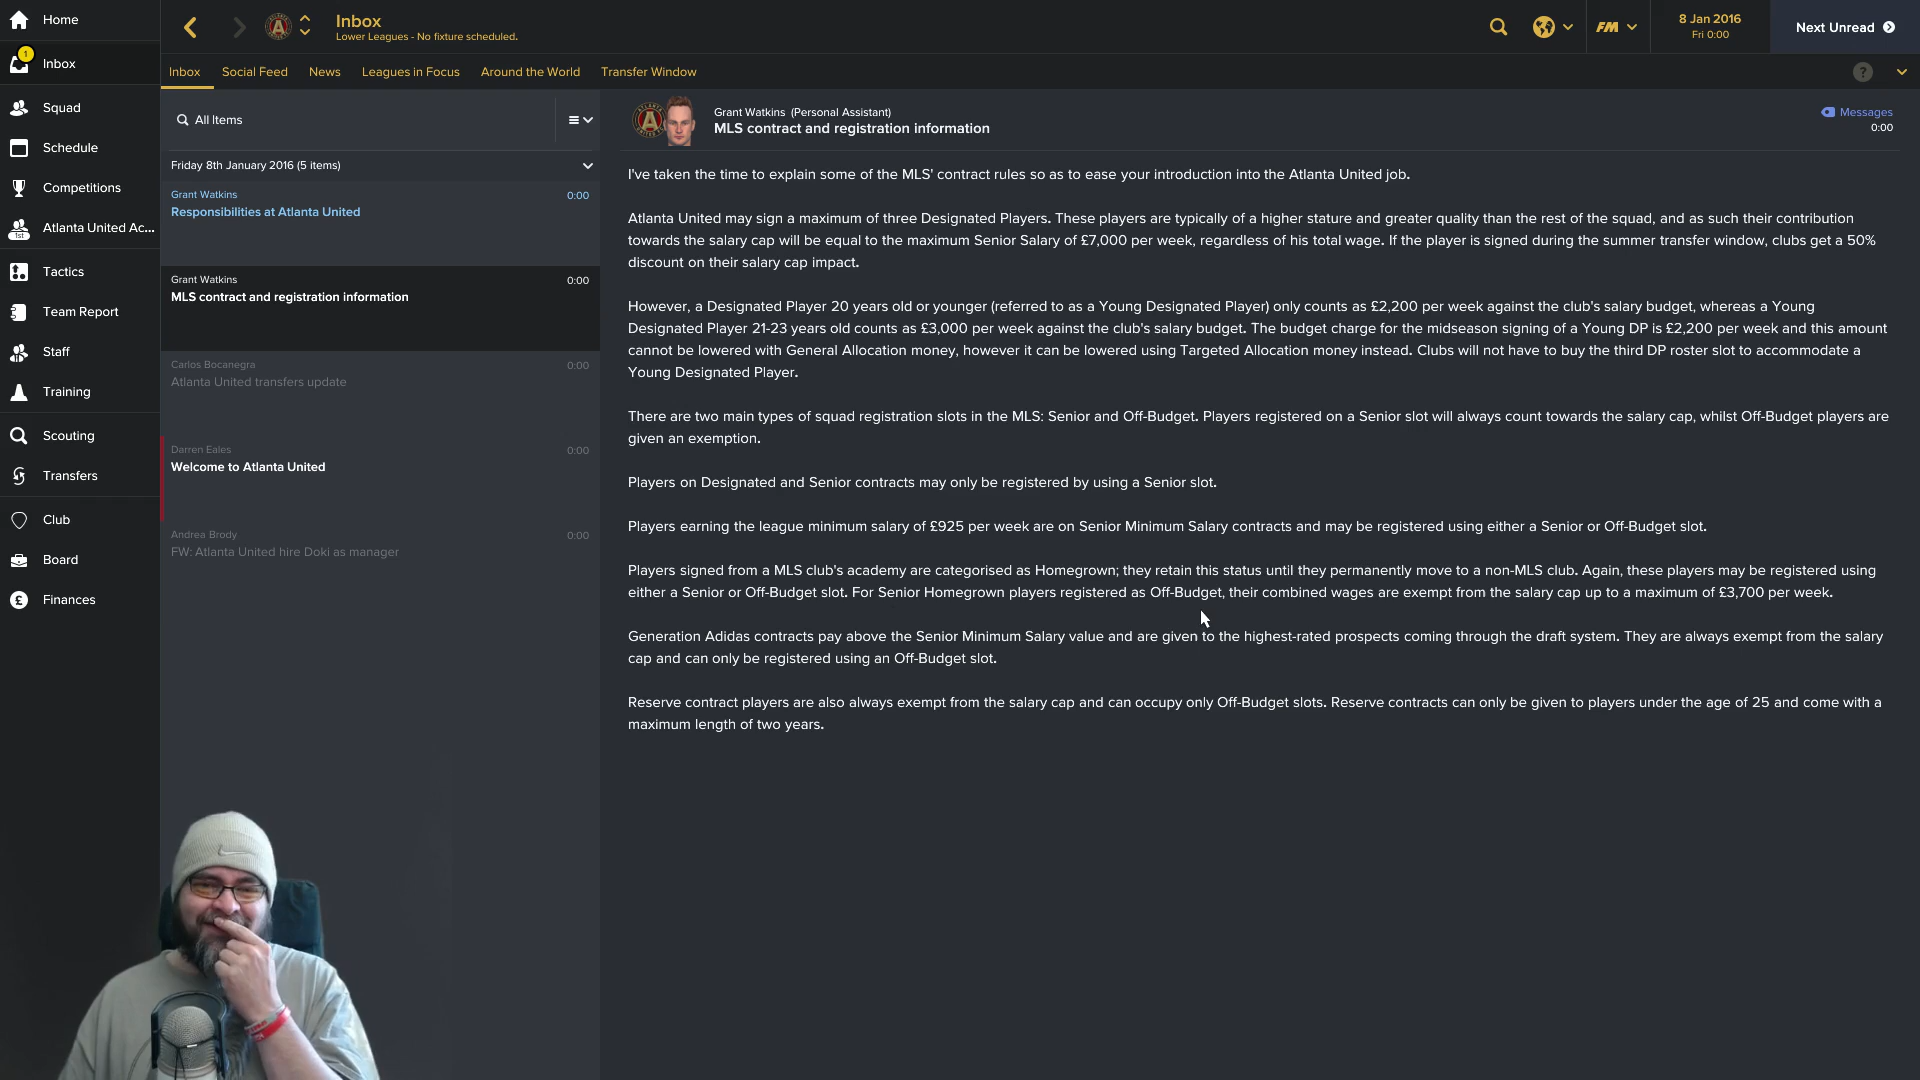 Home
1
Inbox
Squad
Schedule
Competitions
Atlanta United Ac...
1st
Tactics
Team Report
Staff
Training
Scouting
Transfers
Club
Board
Finances
Inbox
Lower Leagues - No fixture scheduled.
FM
8 Jan 2016
Fri 0:00
Next Unread
Inbox
Social Feed
News
Leagues in Focus
Around the World
Transfer Window
?
All Items
Friday 8th January 2016 (5 items)
Grant Watkins
0:00
Responsibilities at Atlanta United
Grant Watkins
0:00
MLS contract and registration information
Carlos Bocanegra
0:00
Atlanta United transfers update
Darren Eales
0:00
Welcome to Atlanta United
Andrea Brody
0:00
FW: Atlanta United hire Doki as manager
Grant Watkins (Personal Assistant)
MLS contract and registration information
Messages
0:00
I've taken the time to explain some of the MLS' contract rules so as to ease your introduction into the Atlanta United job.
Atlanta United may sign a maximum of three Designated Players. These players are typically of a higher stature and greater quality than the rest of the squad, and as such their contribution
towards the salary cap will be equal to the maximum Senior Salary of £7,000 per week, regardless of his total wage. If the player is signed during the summer transfer window, clubs get a 50%
discount on their salary cap impact.
However, a Designated Player 20 years old or younger (referred to as a Young Designated Player) only counts as £2,200 per week against the club's salary budget, whereas a Young
Designated Player 21-23 years old counts as £3,000 per week against the club's salary budget. The budget charge for the midseason signing of a Young DP is £2,200 per week and this amount
cannot be lowered with General Allocation money, however it can be lowered using Targeted Allocation money instead. Clubs will not have to buy the third DP roster slot to accommodate a
Young Designated Player.
There are two main types of squad registration slots in the MLS: Senior and Off-Budget. Players registered on a Senior slot will always count towards the salary cap, whilst Off-Budget players are
given an exemption.
Players on Designated and Senior contracts may only be registered by using a Senior slot.
Players earning the league minimum salary of £925 per week are on Senior Minimum Salary contracts and may be registered using either a Senior or Off-Budget slot.
Players signed from a MLS club's academy are categorised as Homegrown; they retain this status until they permanently move to a non-MLS club. Again, these players may be registered using
either a Senior or Off-Budget slot. For Senior Homegrown players registered as Off-Budget, their combined wages are exempt from the salary cap up to a maximum of £3,700 per week.
Generation Adidas contracts pay above the Senior Minimum Salary value and are given to the highest-rated prospects coming through the draft system. They are always exempt from the salary
cap and can only be registered using an Off-Budget slot.
Reserve contract players are also always exempt from the salary cap and can occupy only Off-Budget slots. Reserve contracts can only be given to players under the age of 25 and come with a
maximum length of two years.